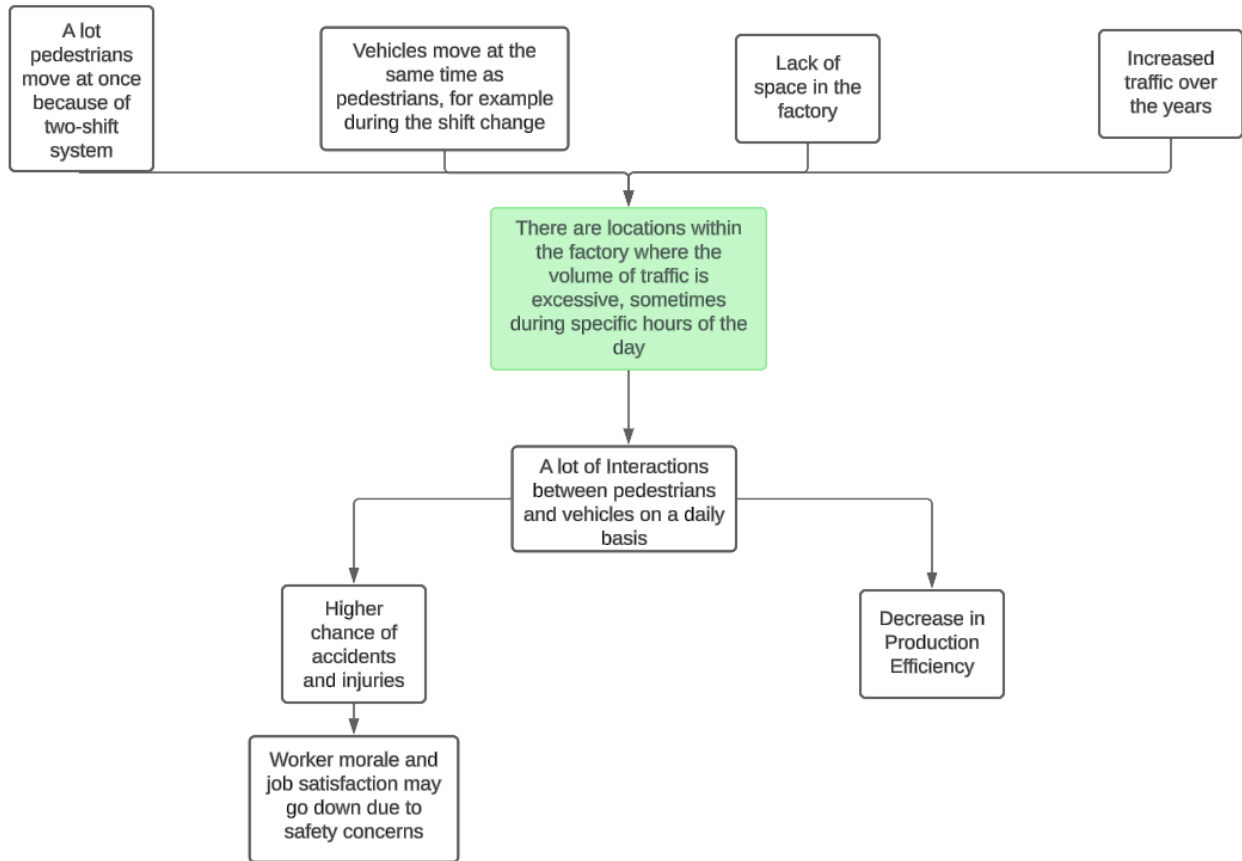 A lot
pedestrians
move at once
because of
two-shift
system
Vehicles move at the
same time as
pedestrians, for example
during the shift change
Lack of
space in the
factory
Increased
traffic over
the years
There are locations within
the factory where the
volume of traffic is
excessive, sometimes
during specific hours of the
day
A lot of Interactions
between pedestrians
and vehicles on a daily
basis
Higher
chance of
accidents
and injuries
Decrease in
Production
Efficiency
Worker morale and
job satisfaction may
go down due to
safety concerns